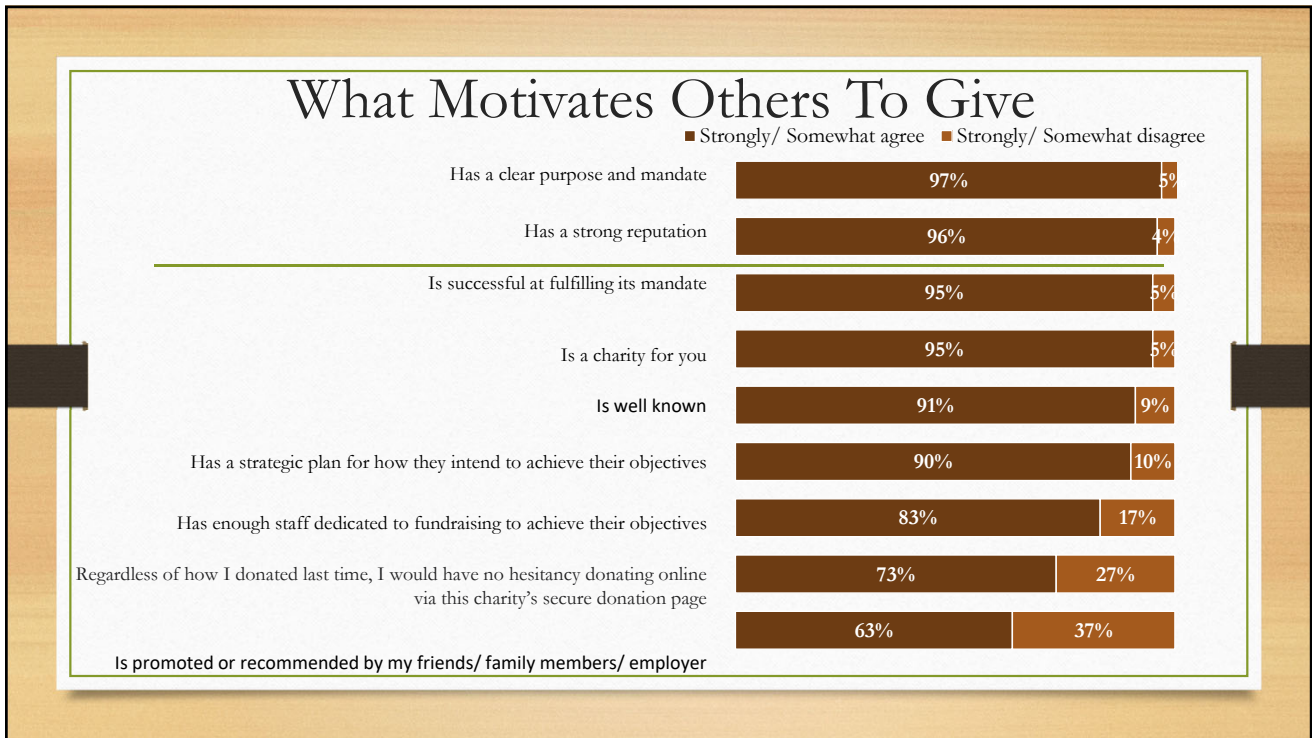 What Motivates Others To Give
Strongly/ Somewhat agree Strongly/ Somewhat disagree
Has a clear purpose and mandate 97% 5%
Has a strong reputation 96% 4%
Is successful at fulfilling its mandate 95% 5%
Is a charity for you 95% 5%
Is well known 91% 9%
Has a strategic plan for how they intend to achieve their objectives 90% 10%
Has enough staff dedicated to fundraising to achieve their objectives 83% 17%
Regardless of how I donated last time, I would have no hesitancy donating online 73% 27%
via this charity’s secure donation page
63% 37%
Is promoted or recommended by my friends/ family members/ employer